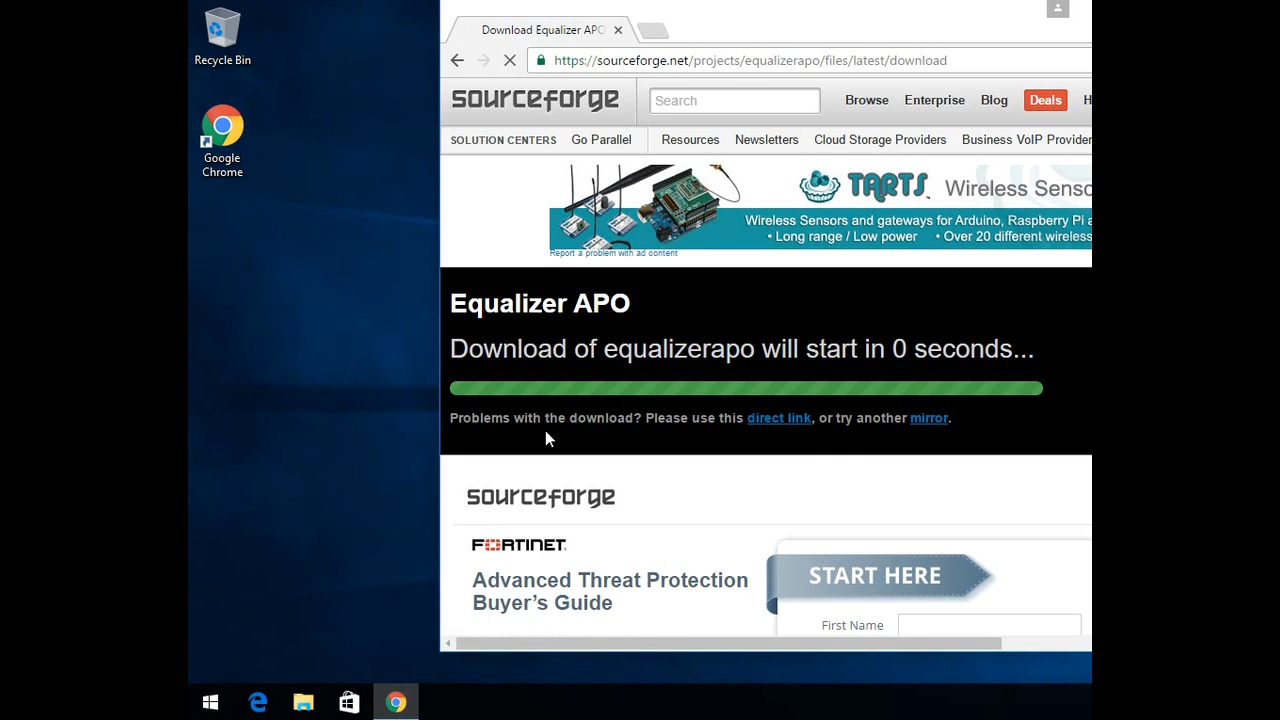 Recycle Bin
Google
Chrome
Download Equalizer APO
https://sourceforge.net/projects/equalizerapo/files/latest/download
sourceforge
Search
Browse
Enterprise
Blog
Deals
H
SOLUTION CENTERS
Go Parallel
Resources
Newsletters
Cloud Storage Providers
Business VoIP Provider
TARTS
Wireless Senso
Wireless Sensors and gateways for Arduino, Raspberry Pi a
• Long range / Low power • Over 20 different wireless
Report a problem with ad content
Equalizer APO
Download of equalizerapo will start in 0 seconds...
Problems with the download? Please use this direct link, or try another mirror.
sourceforge
FORTINET
Advanced Threat Protection
Buyer's Guide
START HERE
First Name